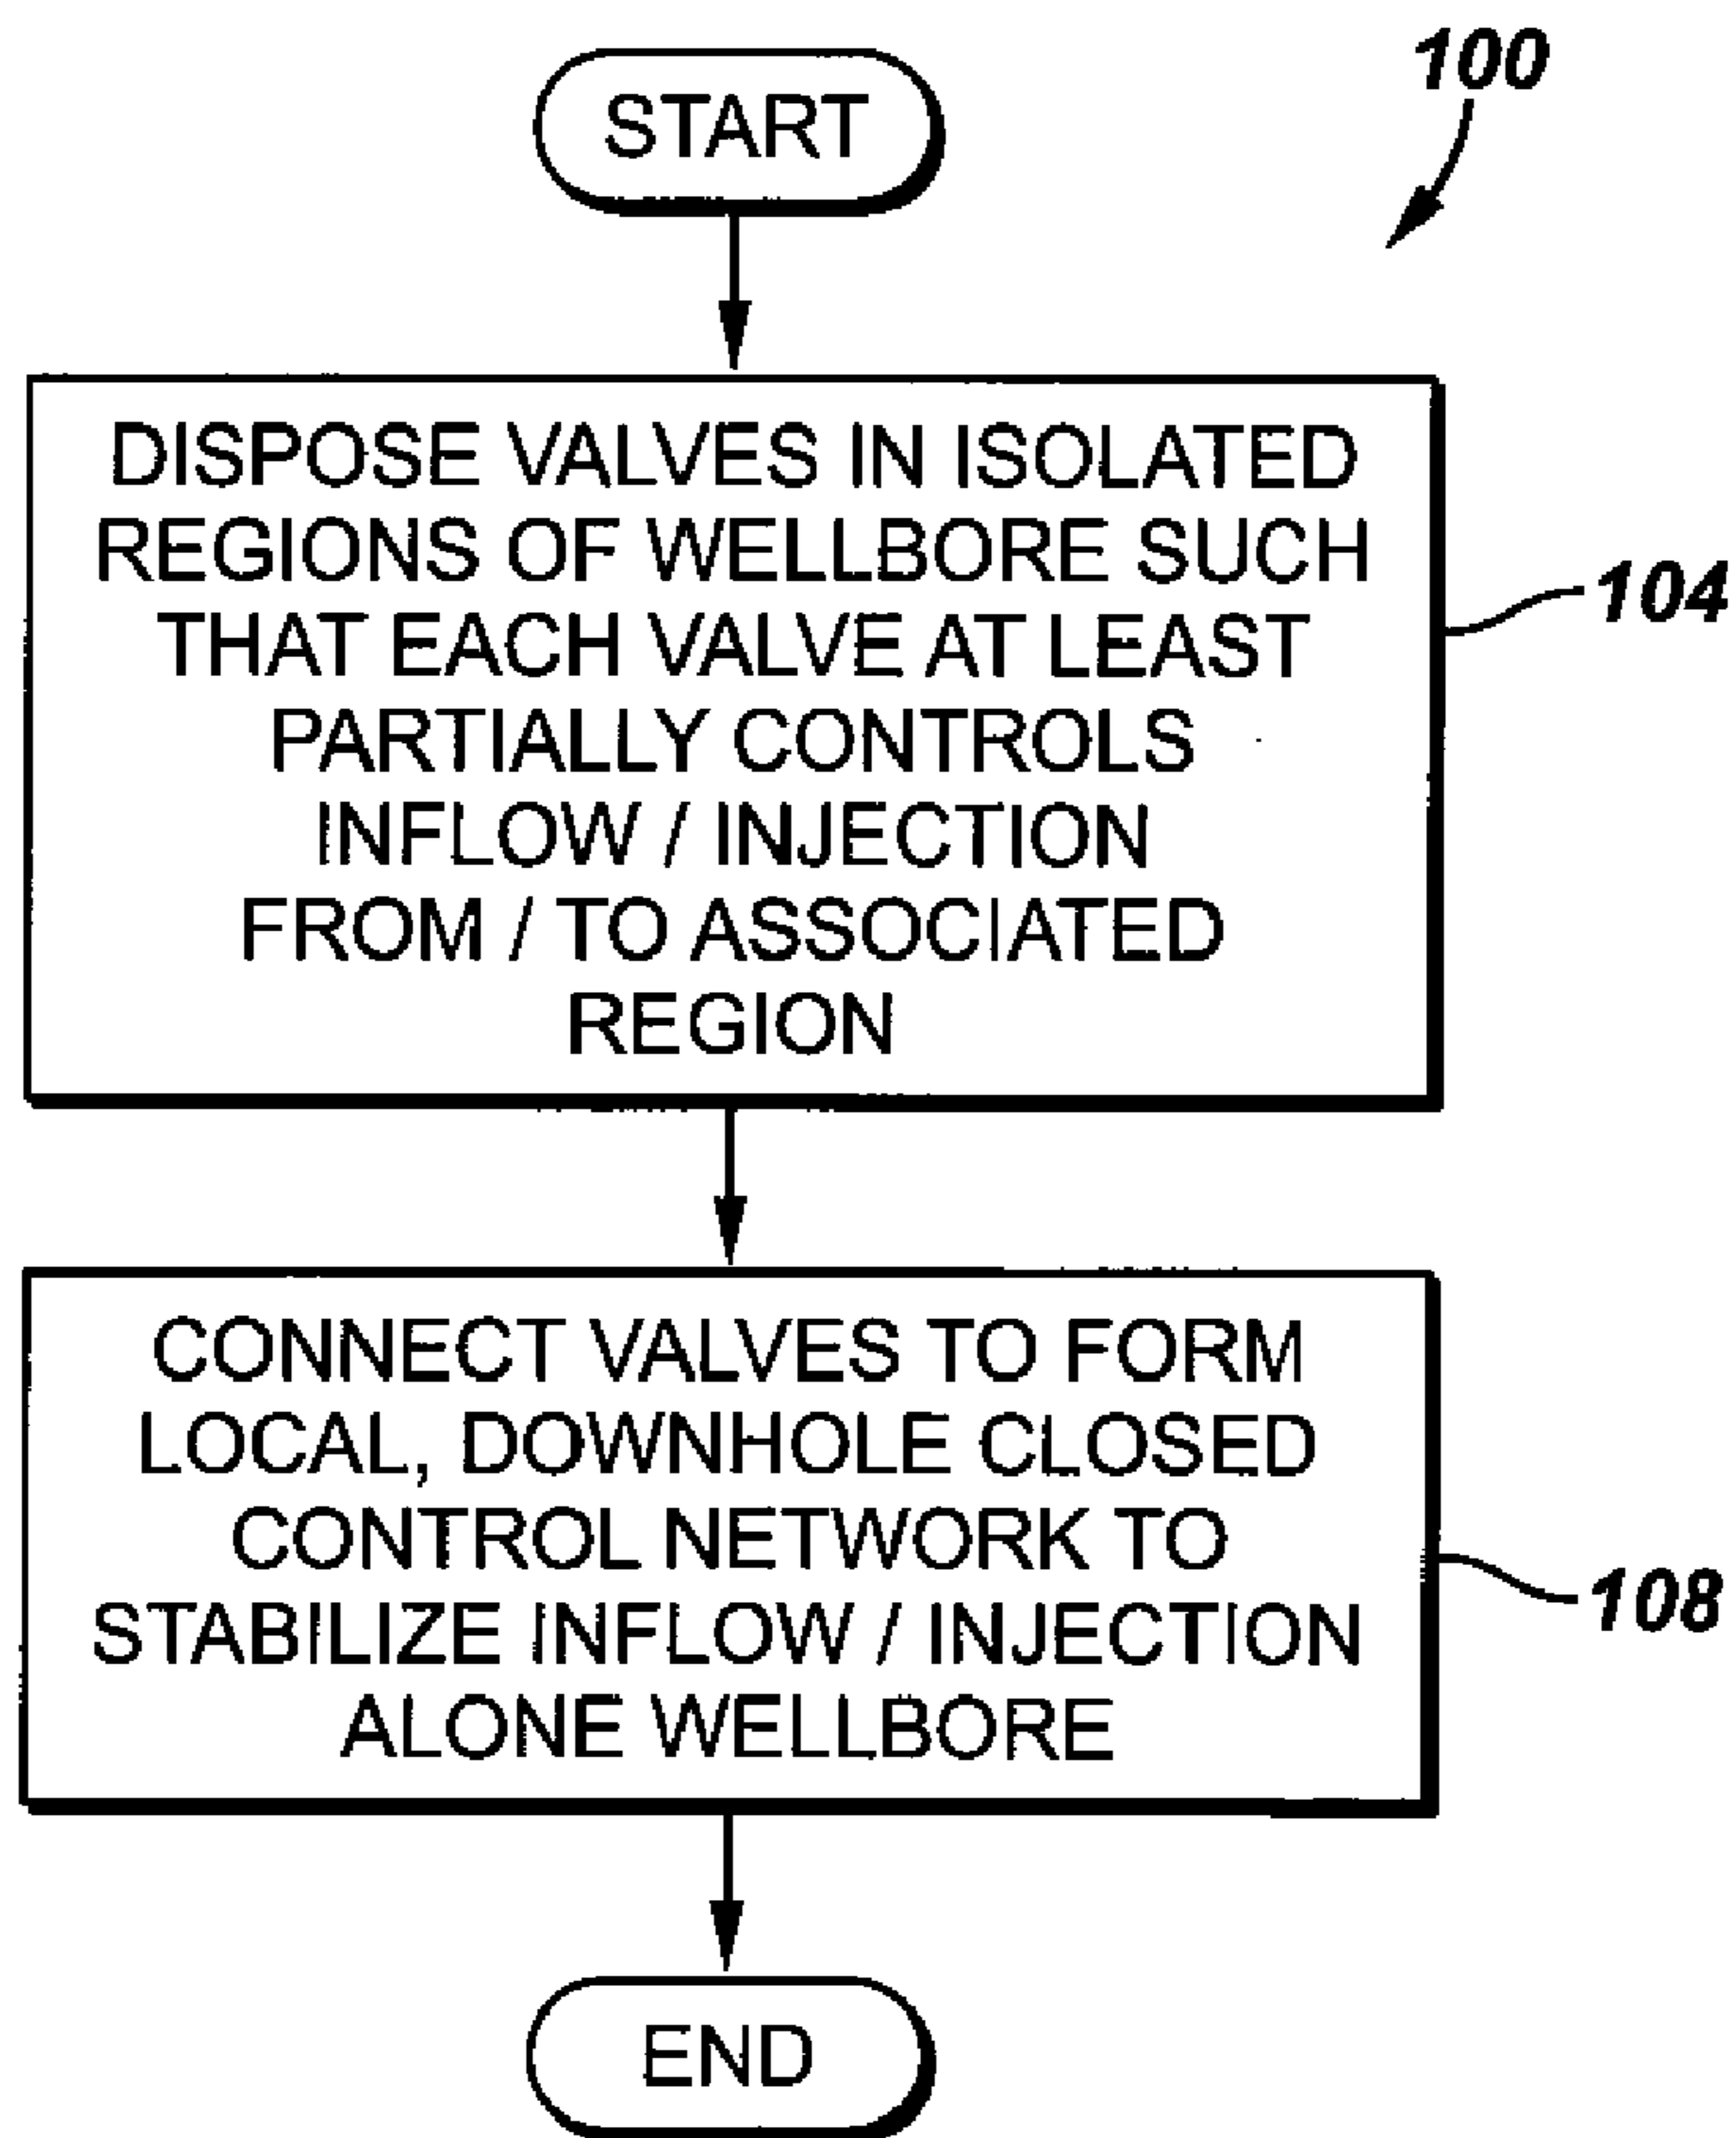 100
START
DISPOSE VALVES IN ISOLATED
REGIONS OF WELLBORE SUCH
THAT EACH VALVE AT LEAST
PARTIALLY CONTROLS
INFLOW / INJECTION
FROM / TO ASSOCIATED
REGION
104
CONNECT VALVES TO FORM
LOCAL, DOWNHOLE CLOSED
CONTROL NETWORK TO
STABILIZE INFLOW / INJECTION
ALONE WELLBORE
108
END